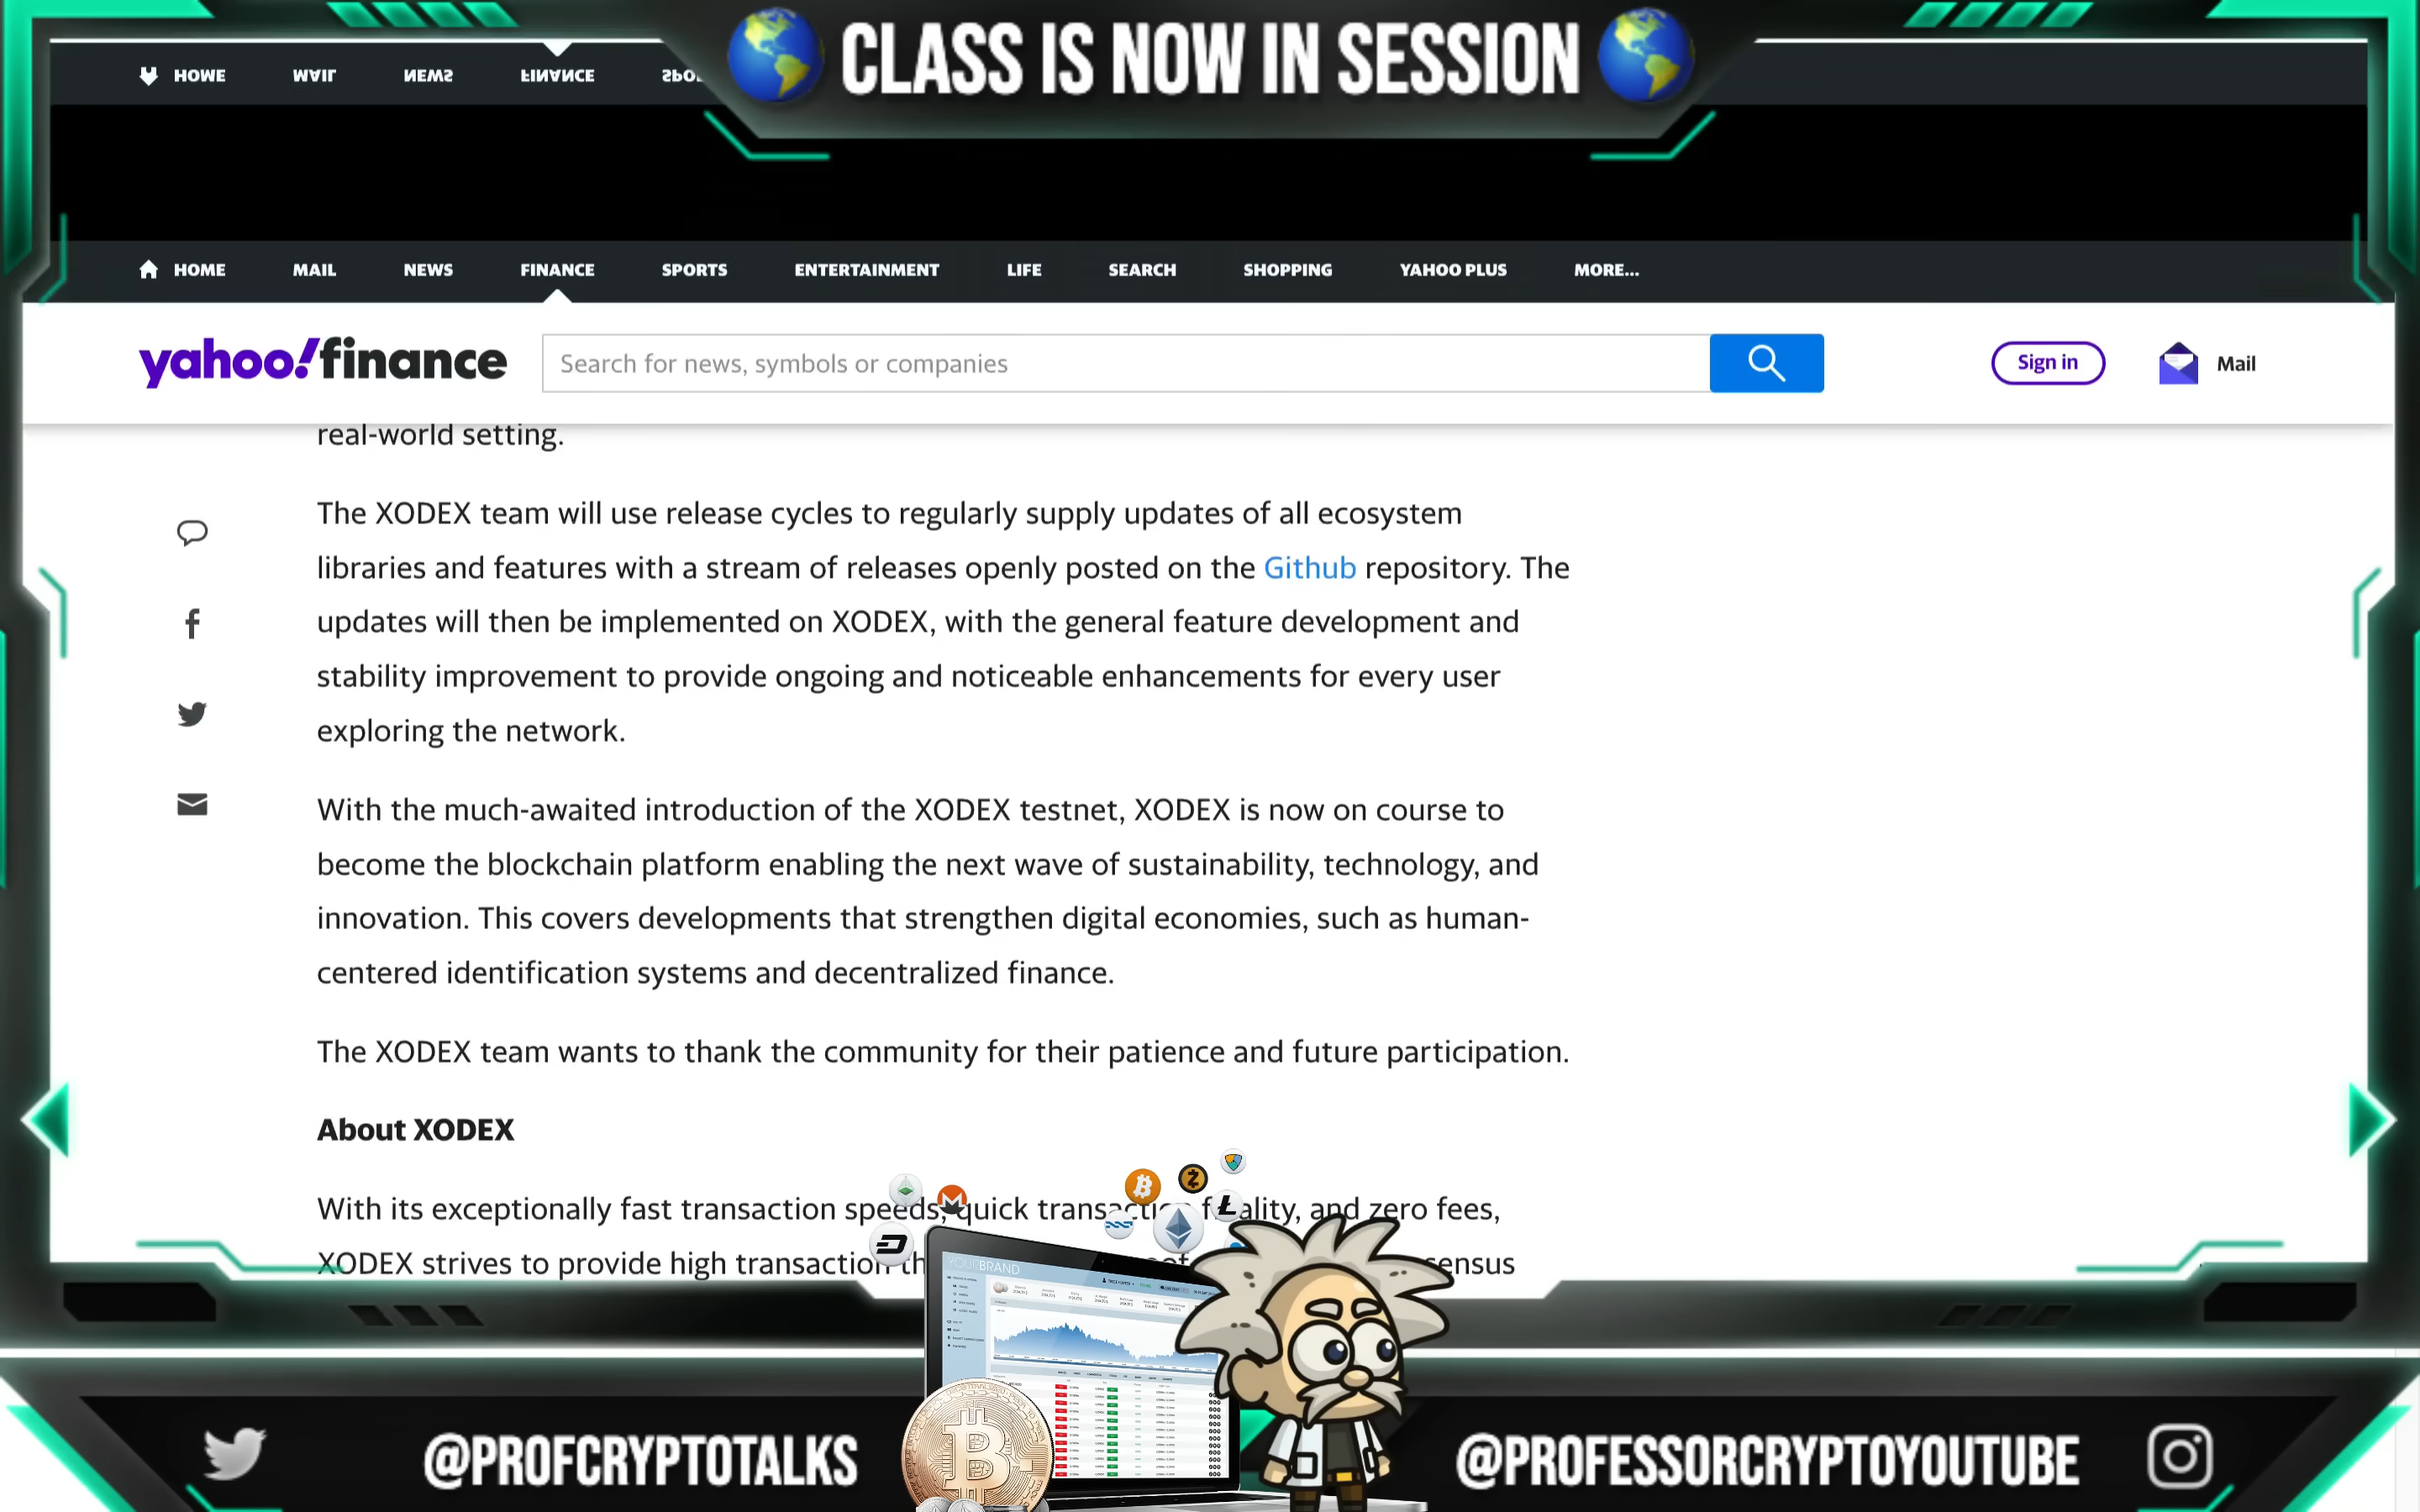 CLASS IS NOW IN SESSION
HOME MAIL NEWS FINANCE
HOME MAIL NEWS FINANCE SPORTS ENTERTAINMENT LIFE SEARCH SHOPPING YAHOO PLUS MORE...
yahoo!finance Search for news, symbols or companies Sign in Mail
real-world setting.
The XODEX team will use release cycles to regularly supply updates of all ecosystem
libraries and features with a stream of releases openly posted on the Github repository. The
updates will then be implemented on XODEX, with the general feature development and
stability improvement to provide ongoing and noticeable enhancements for every user
exploring the network.
With the much-awaited introduction of the XODEX testnet, XODEX is now on course to
become the blockchain platform enabling the next wave of sustainability, technology, and
innovation. This covers developments that strengthen digital economies, such as human-
centered identification systems and decentralized finance.
The XODEX team wants to thank the community for their patience and future participation.
About XODEX
With its exceptionally fast transaction speeds, quick transaction finality, and zero fees,
XODEX strives to provide high transaction
YOURBRAND
@PROFCRYPTOTALKS
@PROFESSORCRYPTOYOUTUBE